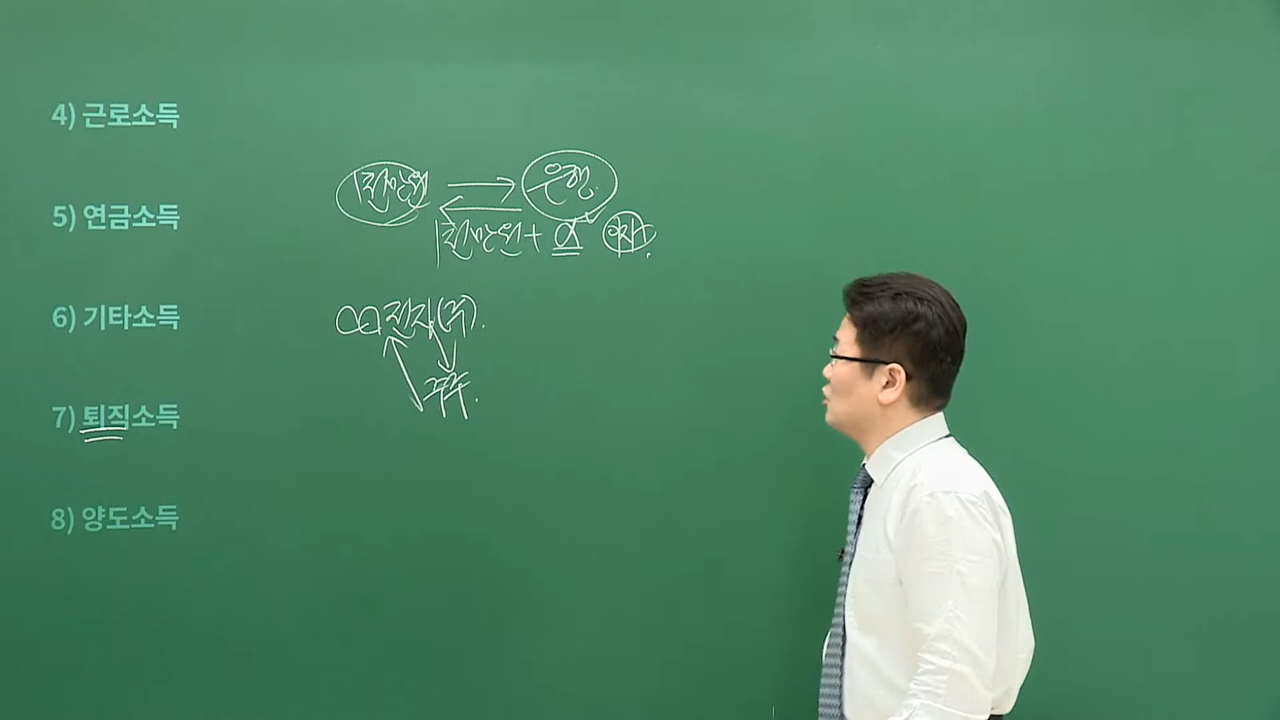 4) 근로소득
1천만원 은행
5) 연금소득
1천만원 + α 이자.
6) 기타소득
○○전자(주).
주주.
7) 퇴직소득
8) 양도소득